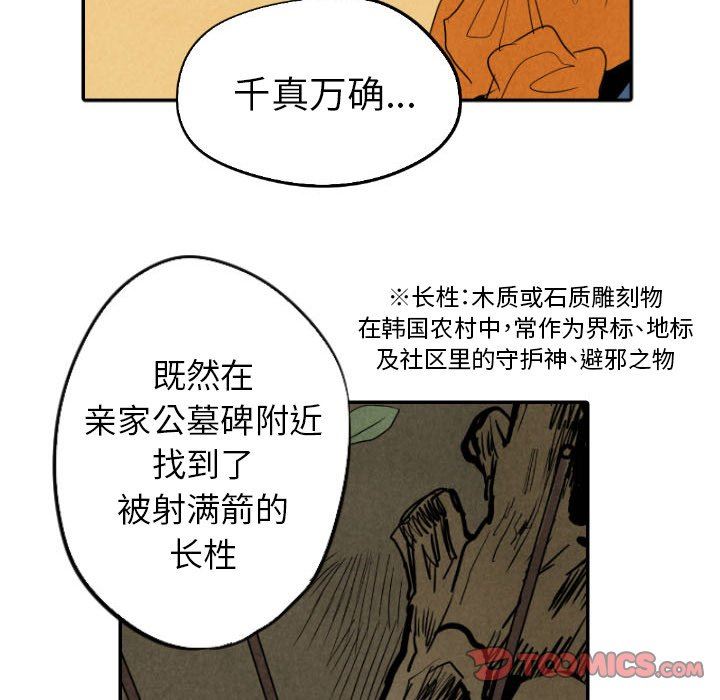 千真万确...
※长栍：木质或石质雕刻物
在韩国农村中，常作为界标、地标
及社区里的守护神、避邪之物
既然在
亲家公墓碑附近
找到了
被射满箭的
长栍
TOOMICS.COM